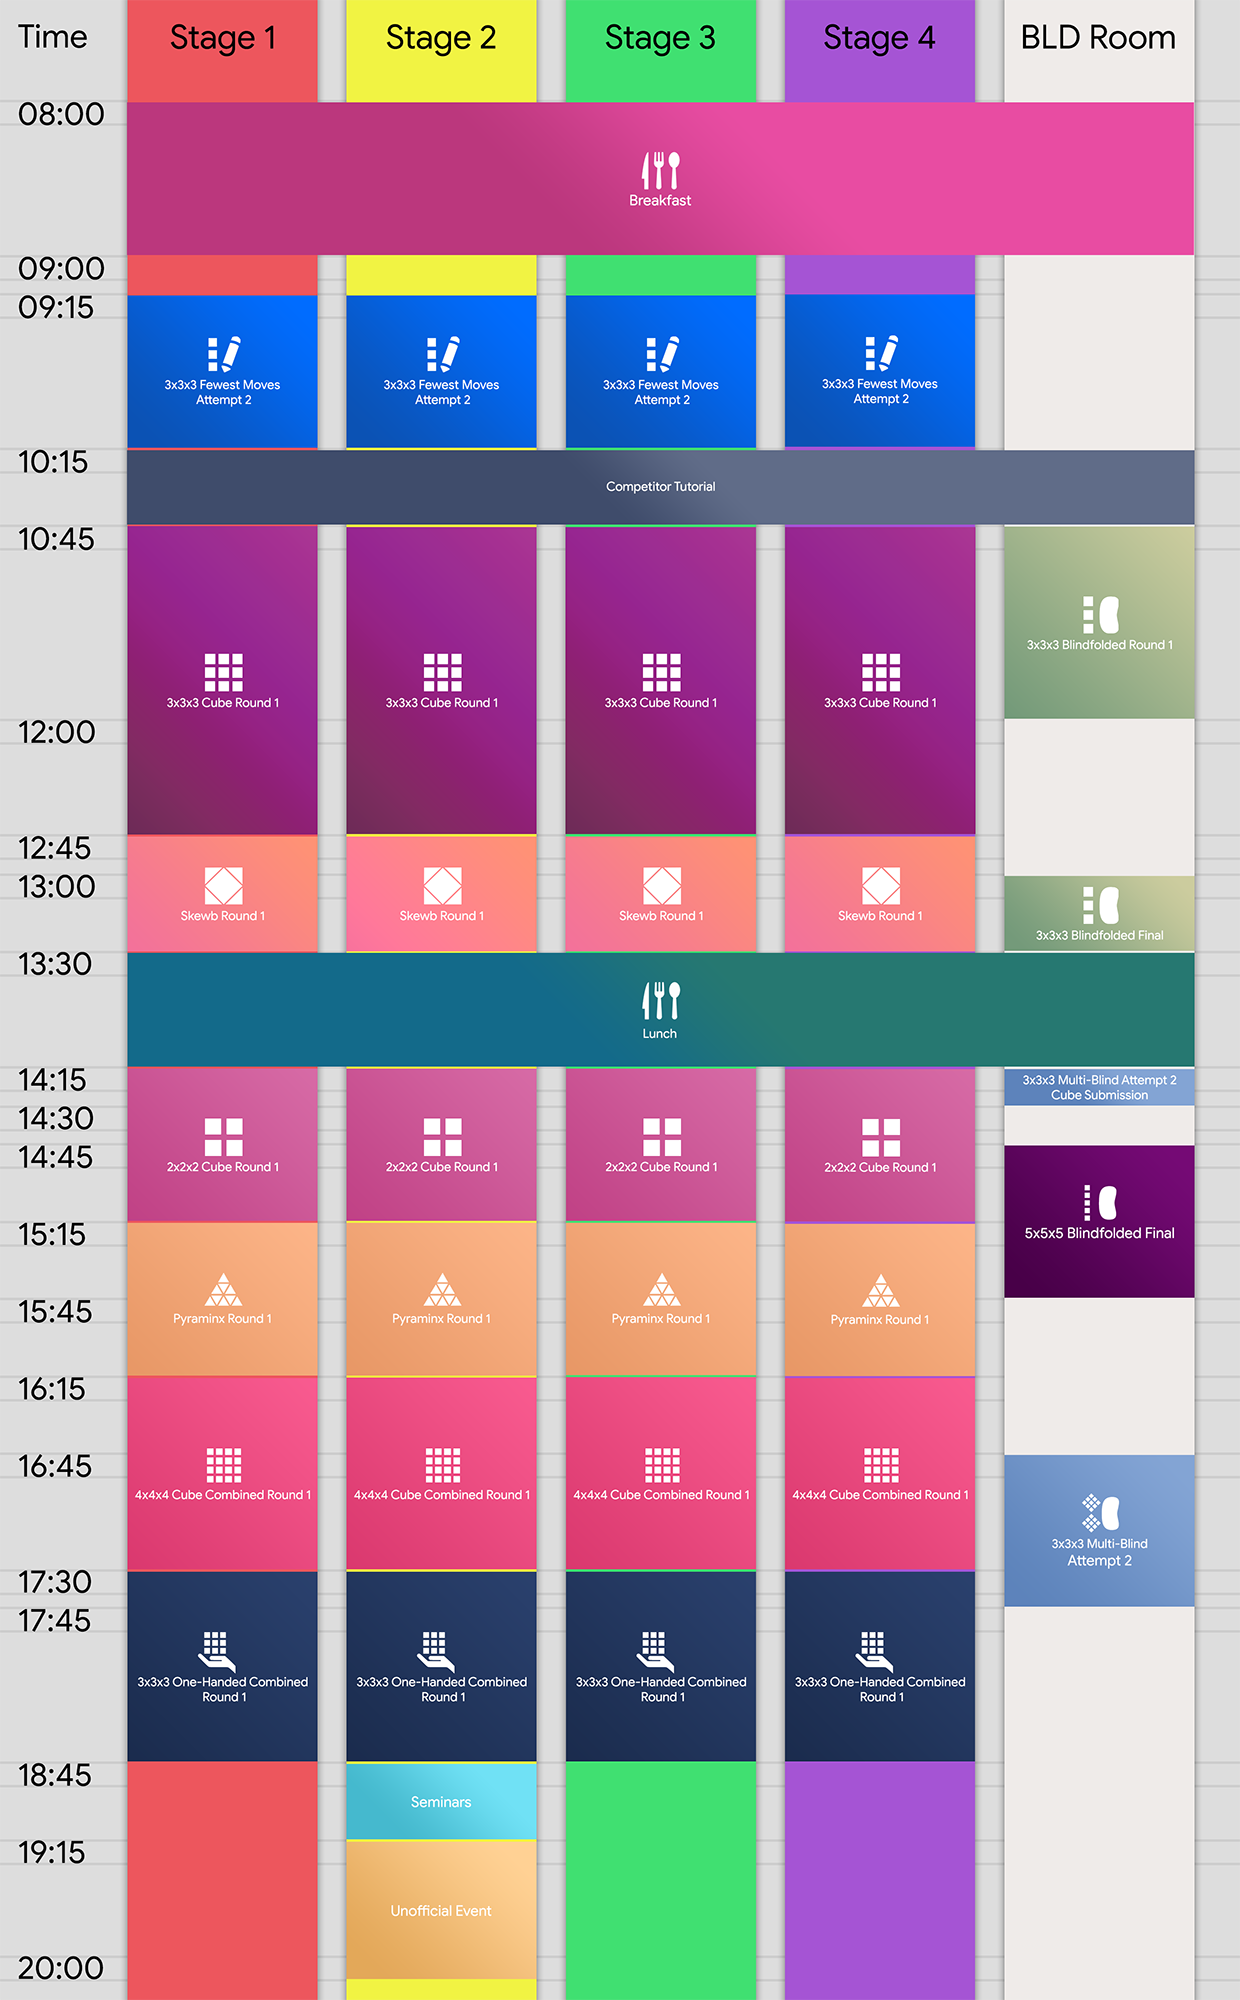 Time
Stage 1
Stage 2
Stage 3
Stage 4
BLD Room
08:00
Breakfast
09:00
09:15
3x3x3 Fewest Moves
Attempt 2
3x3x3 Fewest Moves
Attempt 2
3x3x3 Fewest Moves
Attempt 2
3x3x3 Fewest Moves
Attempt 2
10:15
Competitor Tutorial
10:45
3x3x3 Cube Round 1
3x3x3 Cube Round 1
3x3x3 Cube Round 1
3x3x3 Cube Round 1
3x3x3 Blindfolded Round 1
12:00
12:45
13:00
Skewb Round 1
Skewb Round 1
Skewb Round 1
Skewb Round 1
3x3x3 Blindfolded Final
13:30
Lunch
14:15
3x3x3 Multi-Blind Attempt 2
Cube Submission
14:30
14:45
2x2x2 Cube Round 1
2x2x2 Cube Round 1
2x2x2 Cube Round 1
2x2x2 Cube Round 1
5x5x5 Blindfolded Final
15:15
15:45
Pyraminx Round 1
Pyraminx Round 1
Pyraminx Round 1
Pyraminx Round 1
16:15
16:45
4x4x4 Cube Combined Round 1
4x4x4 Cube Combined Round 1
4x4x4 Cube Combined Round 1
4x4x4 Cube Combined Round 1
3x3x3 Multi-Blind
Attempt 2
17:30
17:45
3x3x3 One-Handed Combined
Round 1
3x3x3 One-Handed Combined
Round 1
3x3x3 One-Handed Combined
Round 1
3x3x3 One-Handed Combined
Round 1
18:45
Seminars
19:15
Unofficial Event
20:00